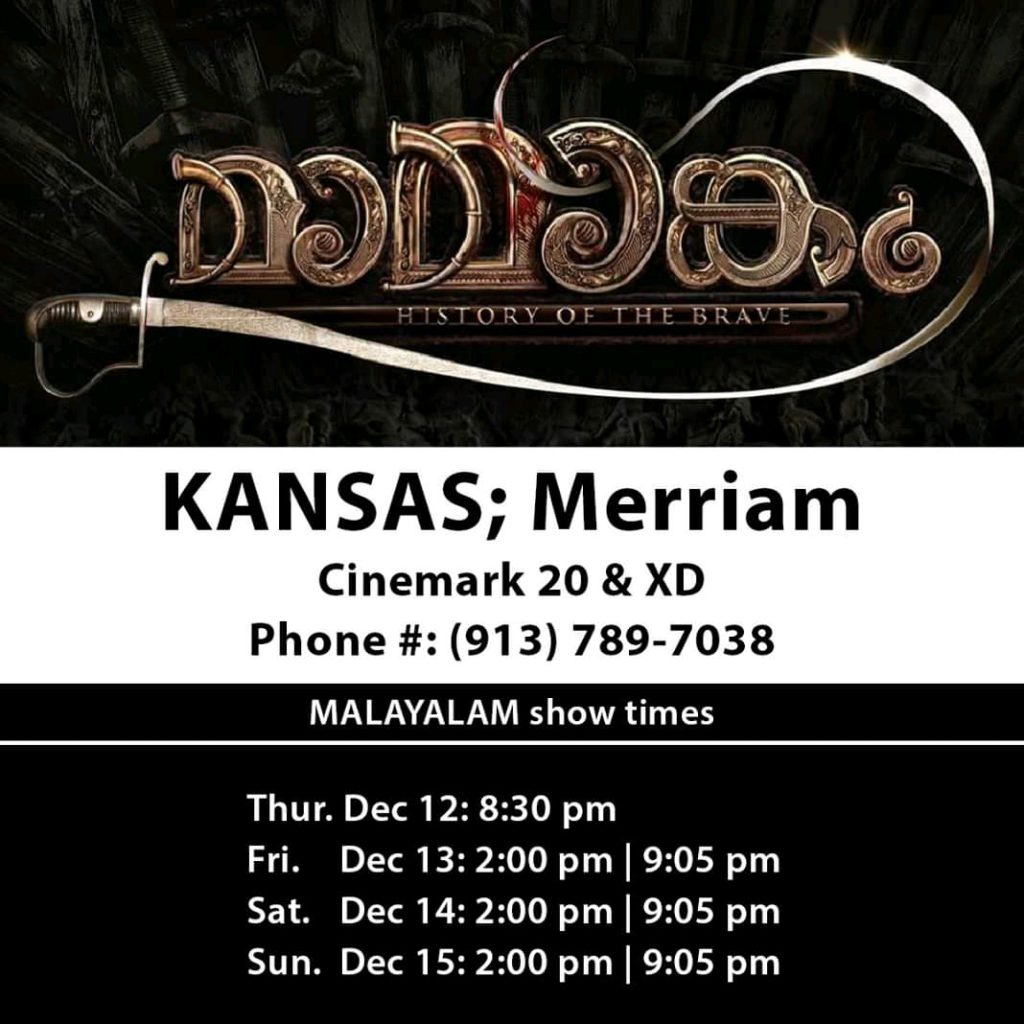 മാമാങ്കം
HISTORY OF THE BRAVE
KANSAS; Merriam
Cinemark 20 & XD
Phone #: (913) 789-7038
MALAYALAM show times
Thur. Dec 12: 8:30 pm
Fri. Dec 13: 2:00 pm | 9:05 pm
Sat. Dec 14: 2:00 pm | 9:05 pm
Sun. Dec 15: 2:00 pm | 9:05 pm